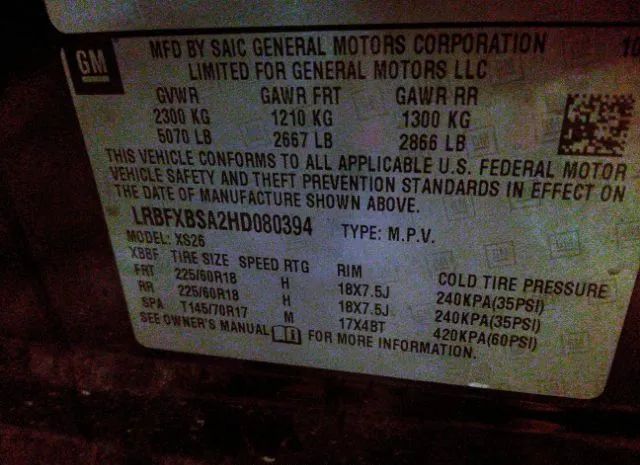 GM
MFD BY SAIC GENERAL MOTORS CORPORATION 10
LIMITED FOR GENERAL MOTORS LLC
GVWR GAWR FRT GAWR RR
2300 KG 1210 KG 1300 KG
5070 LB 2667 LB 2866 LB
THIS VEHICLE CONFORMS TO ALL APPLICABLE U.S. FEDERAL MOTOR
VEHICLE SAFETY AND THEFT PREVENTION STANDARDS IN EFFECT ON
THE DATE OF MANUFACTURE SHOWN ABOVE.
LRBFXBSA2HD080394 TYPE: M.P.V.
MODEL: XS26
XBBF TIRE SIZE SPEED RTG RIM COLD TIRE PRESSURE
FRT 225/60R18 H 18X7.5J 240KPA(35PSI)
RR 225/60R18 H 18X7.5J 240KPA(35PSI)
SPA T145/70R17 M 17X4BT 420KPA(60PSI)
SEE OWNER'S MANUAL FOR MORE INFORMATION.